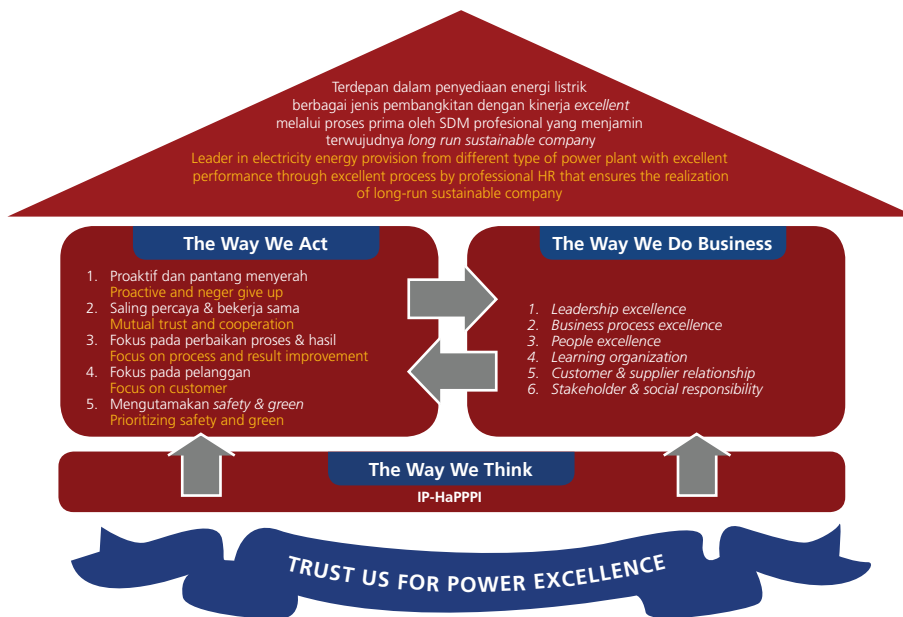 Terdepan dalam penyediaan energi listrik
berbagai jenis pembangkitan dengan kinerja excellent
melalui proses prima oleh SDM profesional yang menjamin
terwujudnya long run sustainable company
Leader in electricity energy provision from different type of power plant with excellent
performance through excellent process by professional HR that ensures the realization
of long-run sustainable company
The Way We Act
1. Proaktif dan pantang menyerah
Proactive and neger give up
2. Saling percaya & bekerja sama
Mutual trust and cooperation
3. Fokus pada perbaikan proses & hasil
Focus on process and result improvement
4. Fokus pada pelanggan
Focus on customer
5. Mengutamakan safety & green
Prioritizing safety and green
The Way We Do Business
1. Leadership excellence
2. Business process excellence
3. People excellence
4. Learning organization
5. Customer & supplier relationship
6. Stakeholder & social responsibility
The Way We Think
IP-HaPPPI
TRUST US FOR POWER EXCELLENCE